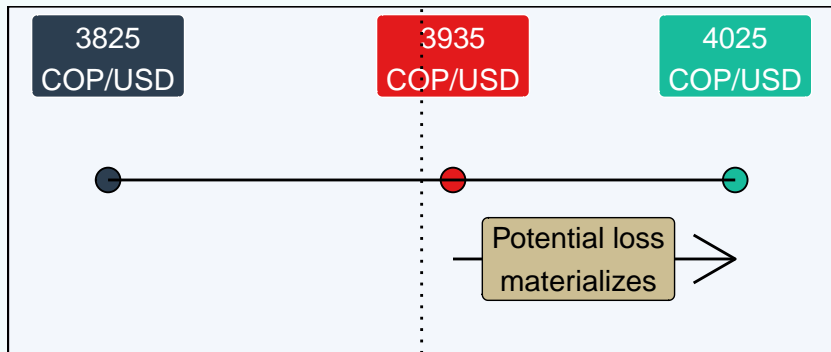 3825
COP/USD
3935
COP/USD
4025
COP/USD
Potential loss
materializes